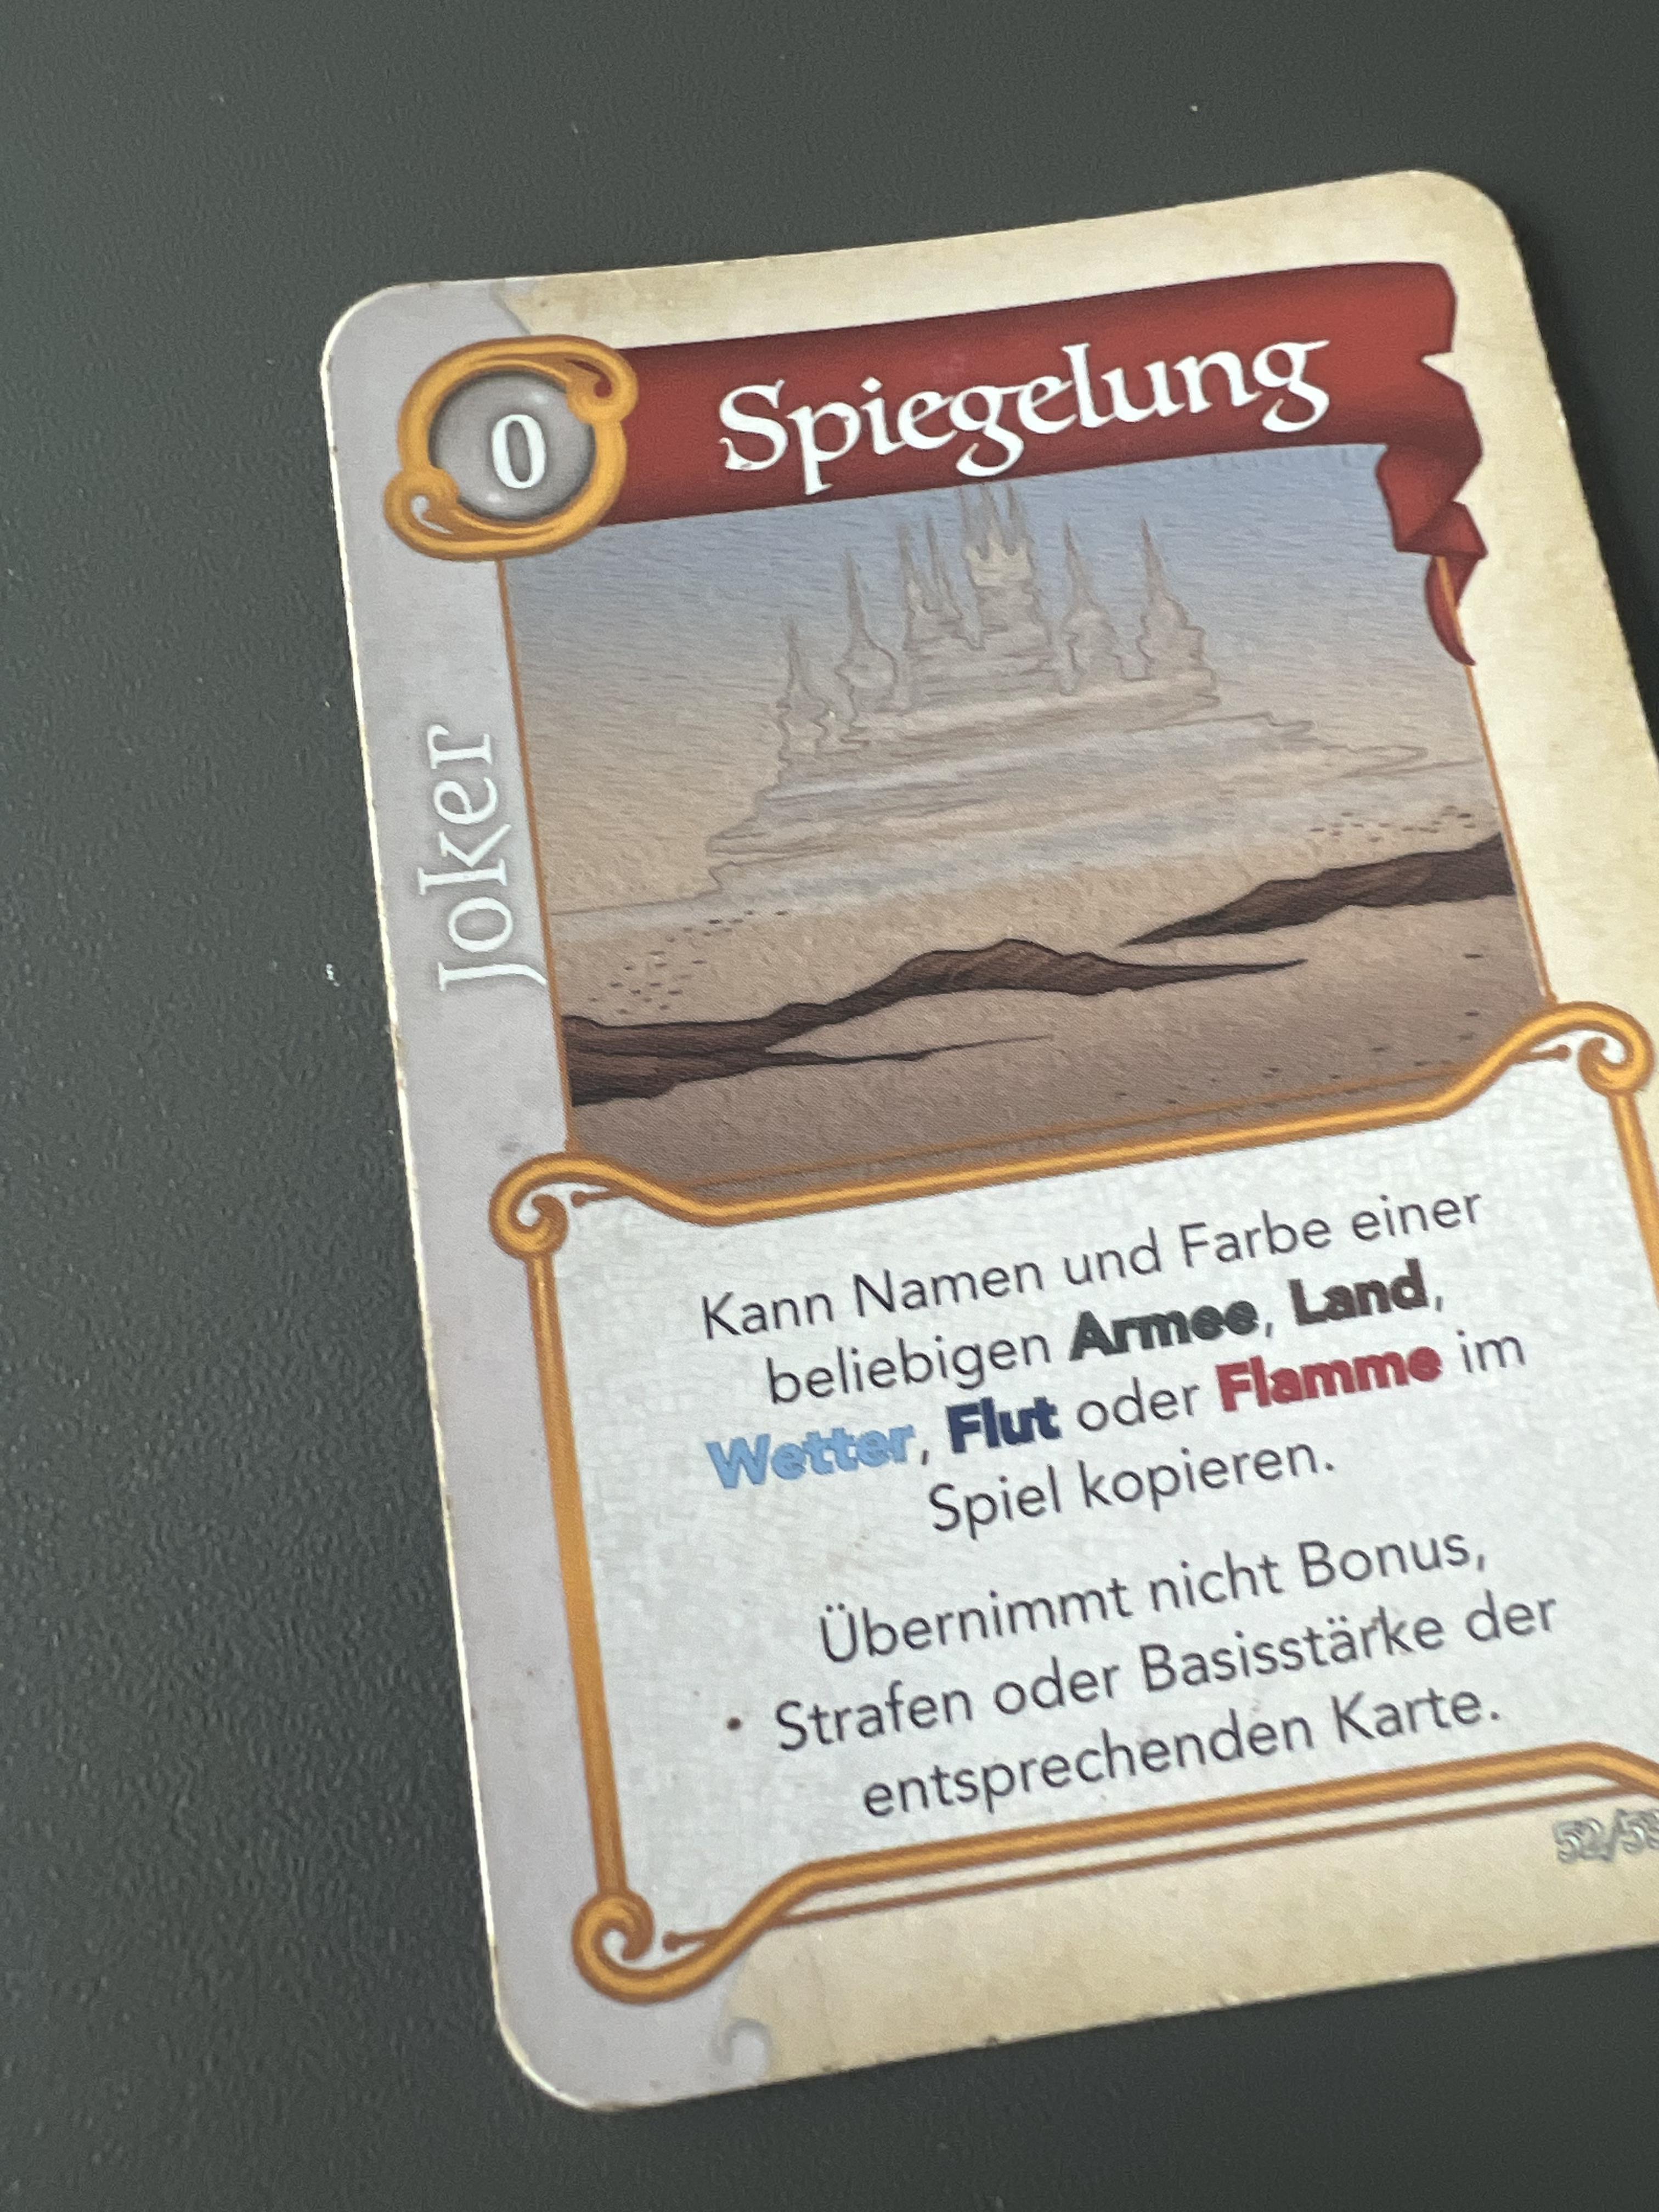 0
Spiegelung
Joker
Kann Namen und Farbe einer
beliebigen Armee, Land,
Wetter, Flut oder Flamme im
Spiel kopieren.
Übernimmt nicht Bonus,
Strafen oder Basisstärke der
entsprechenden Karte.